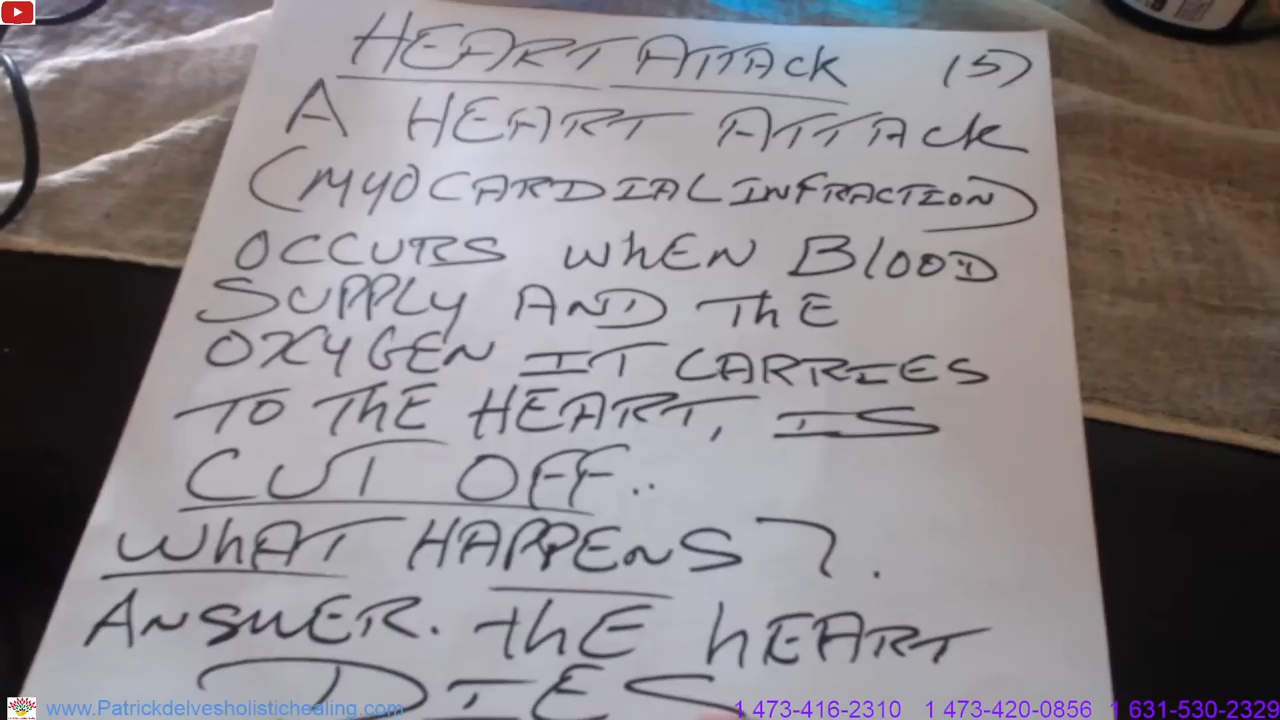 HEART ATTACK (5)
A HEART ATTACK
(MYOCARDIAL INFRACTION)
OCCURS WHEN BLOOD
SUPPLY AND THE
OXYGEN IT CARRIES
TO THE HEART, IS
CUT OFF..
WHAT HAPPENS?
ANSWER. THE HEART
DIES
www.Patrickdelvesholistichealing.com 1 473-416-2310 1 473-420-0856 1 631-530-2329